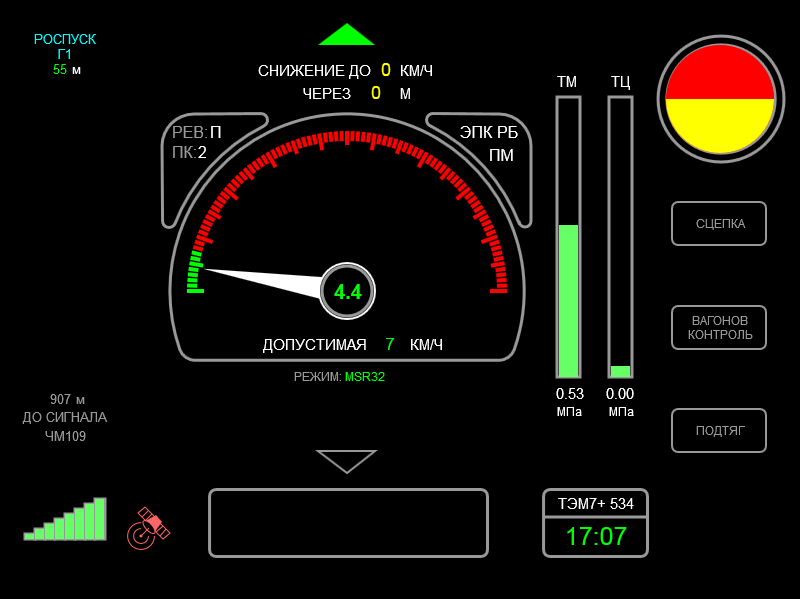 РОСПУСК
Г1
55 м
СНИЖЕНИЕ ДО 0 КМ/Ч
ЧЕРЕЗ 0 М
РЕВ: П
ПК: 2
ЭПК РБ
ПМ
4.4
ДОПУСТИМАЯ 7 КМ/Ч
РЕЖИМ: MSR32
ТМ
ТЦ
0.53
МПа
0.00
МПа
СЦЕПКА
ВАГОНОВ
КОНТРОЛЬ
ПОДТЯГ
907 м
ДО СИГНАЛА
ЧМ109
ТЭМ7+ 534
17:07